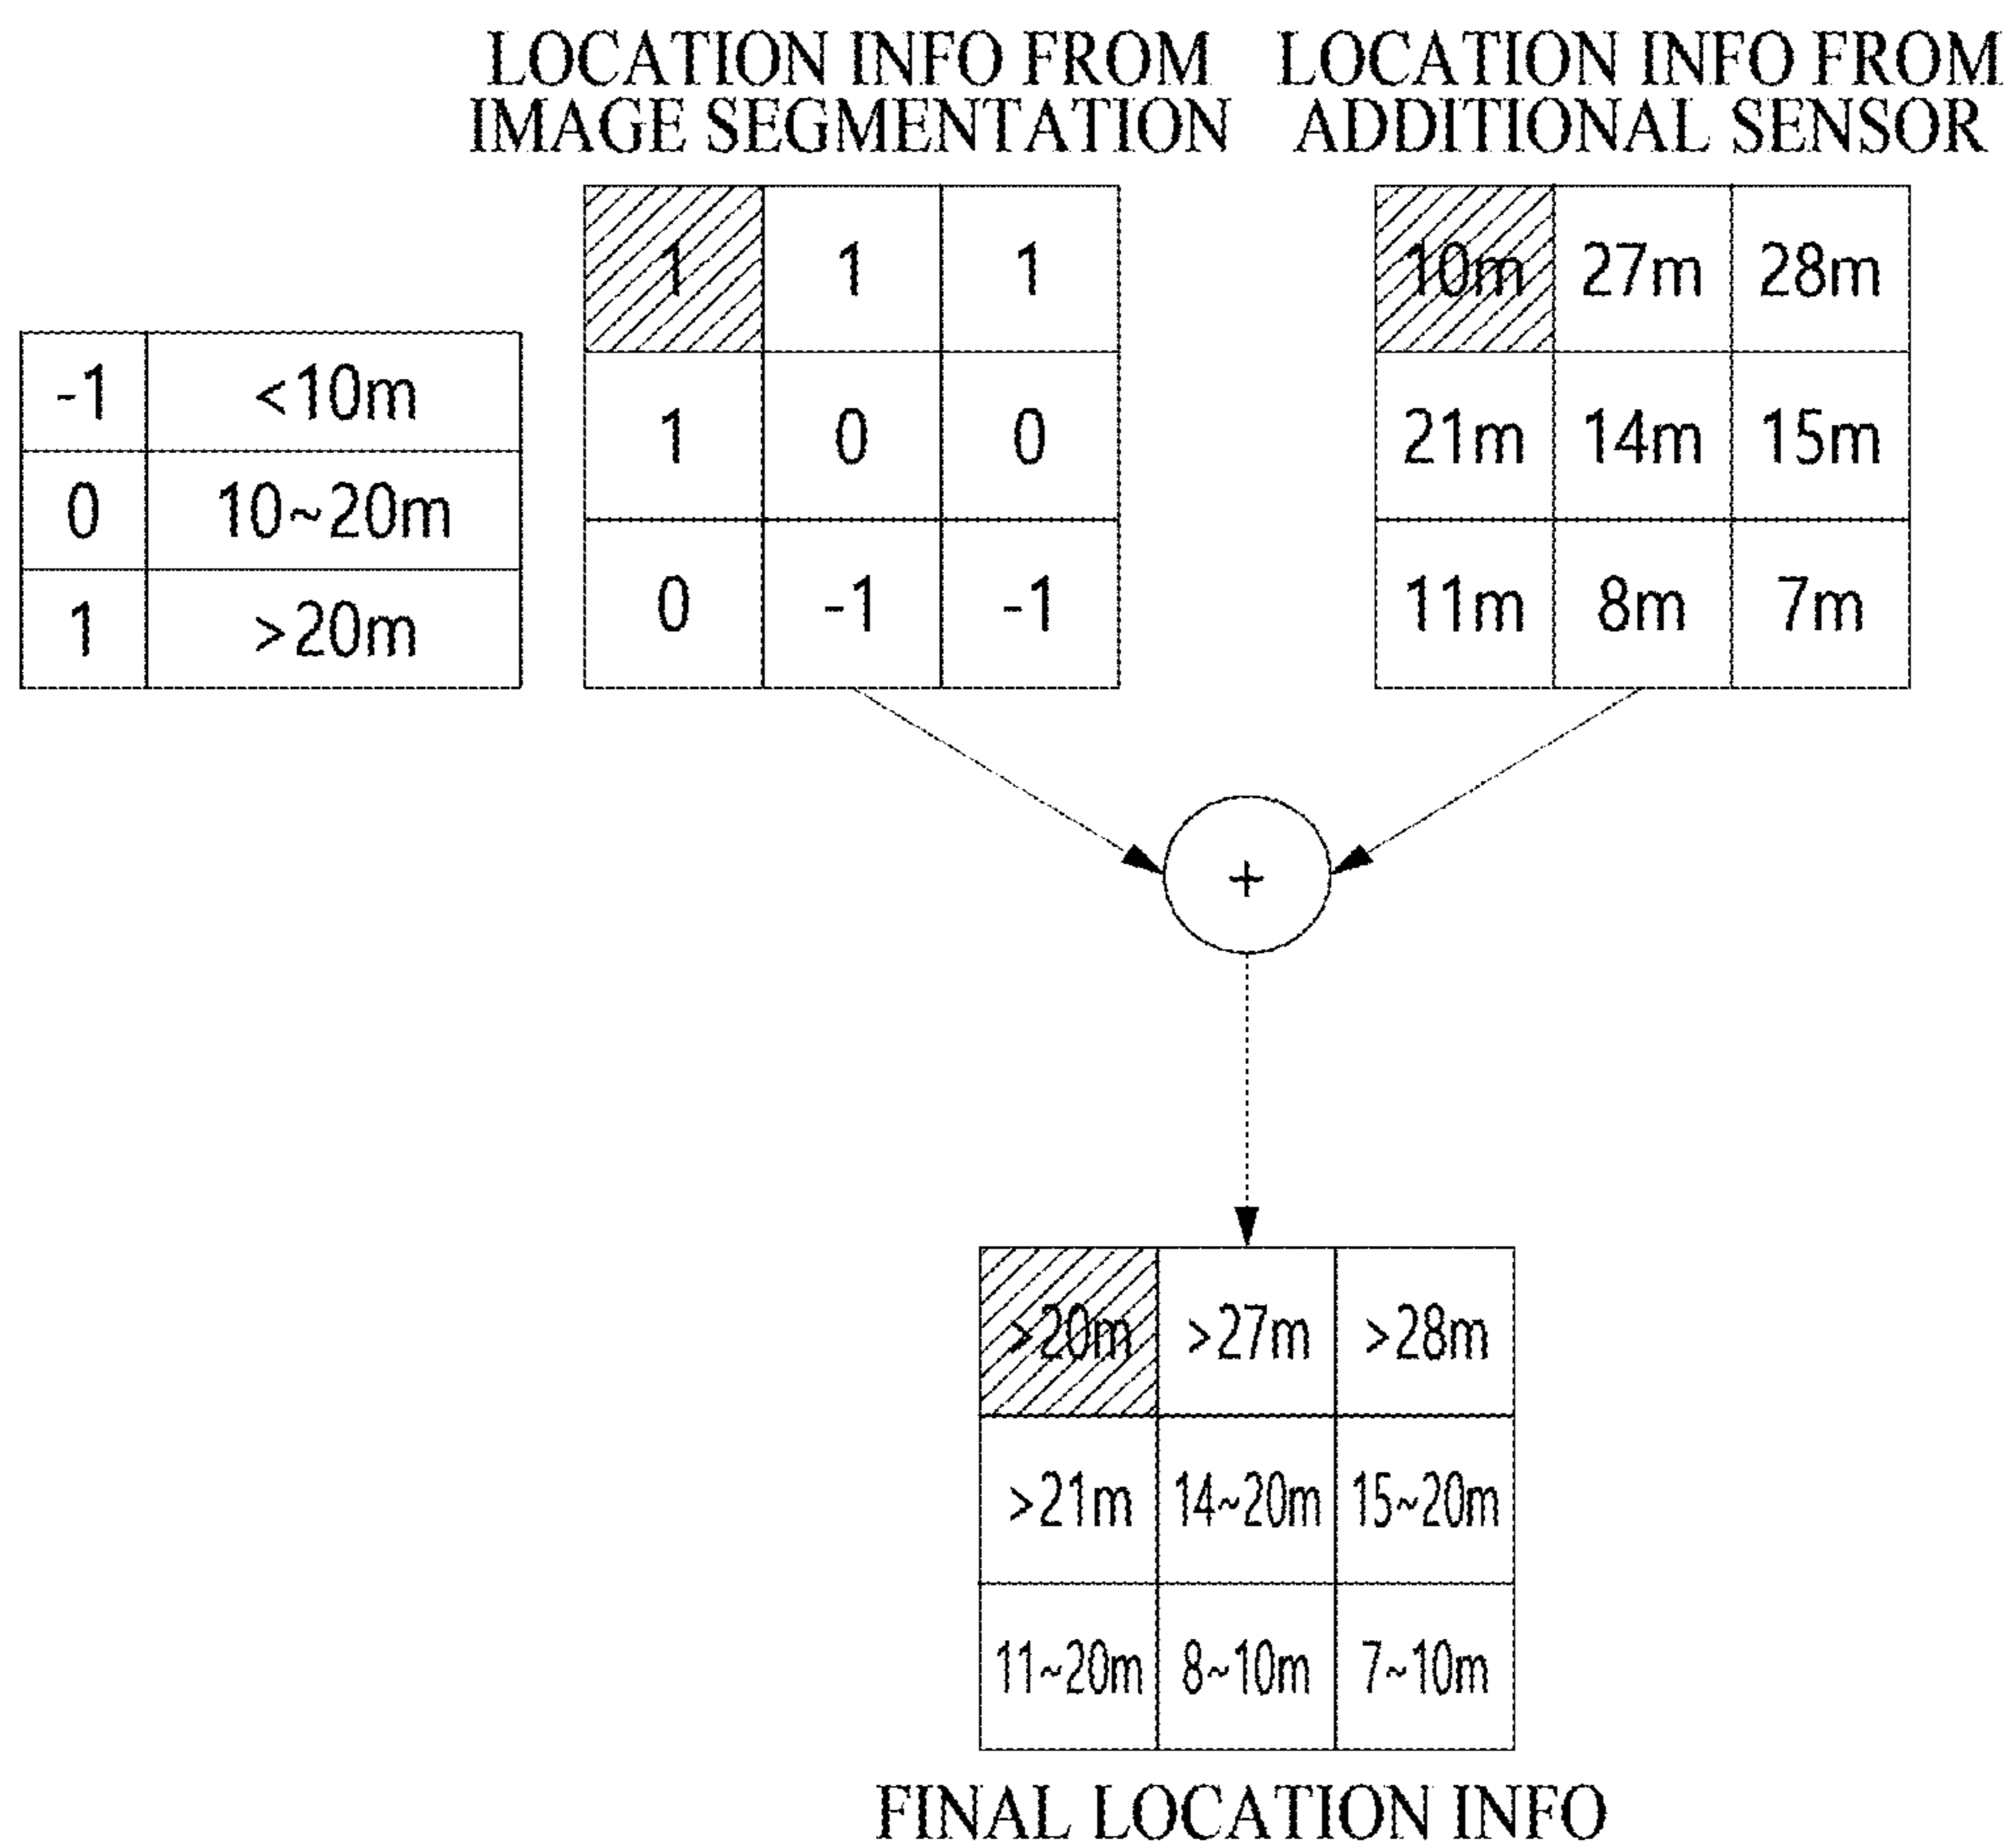 LOCATION INFO FROM
IMAGE SEGMENTATION
LOCATION INFO FROM
ADDITIONAL SENSOR
-1 <10m
0 10~20m
1 >20m
1 1 1
1 0 0
0 -1 -1
10m 27m 28m
21m 14m 15m
11m 8m 7m
+
>20m >27m >28m
>21m 14~20m 15~20m
11~20m 8~10m 7~10m
FINAL LOCATION INFO